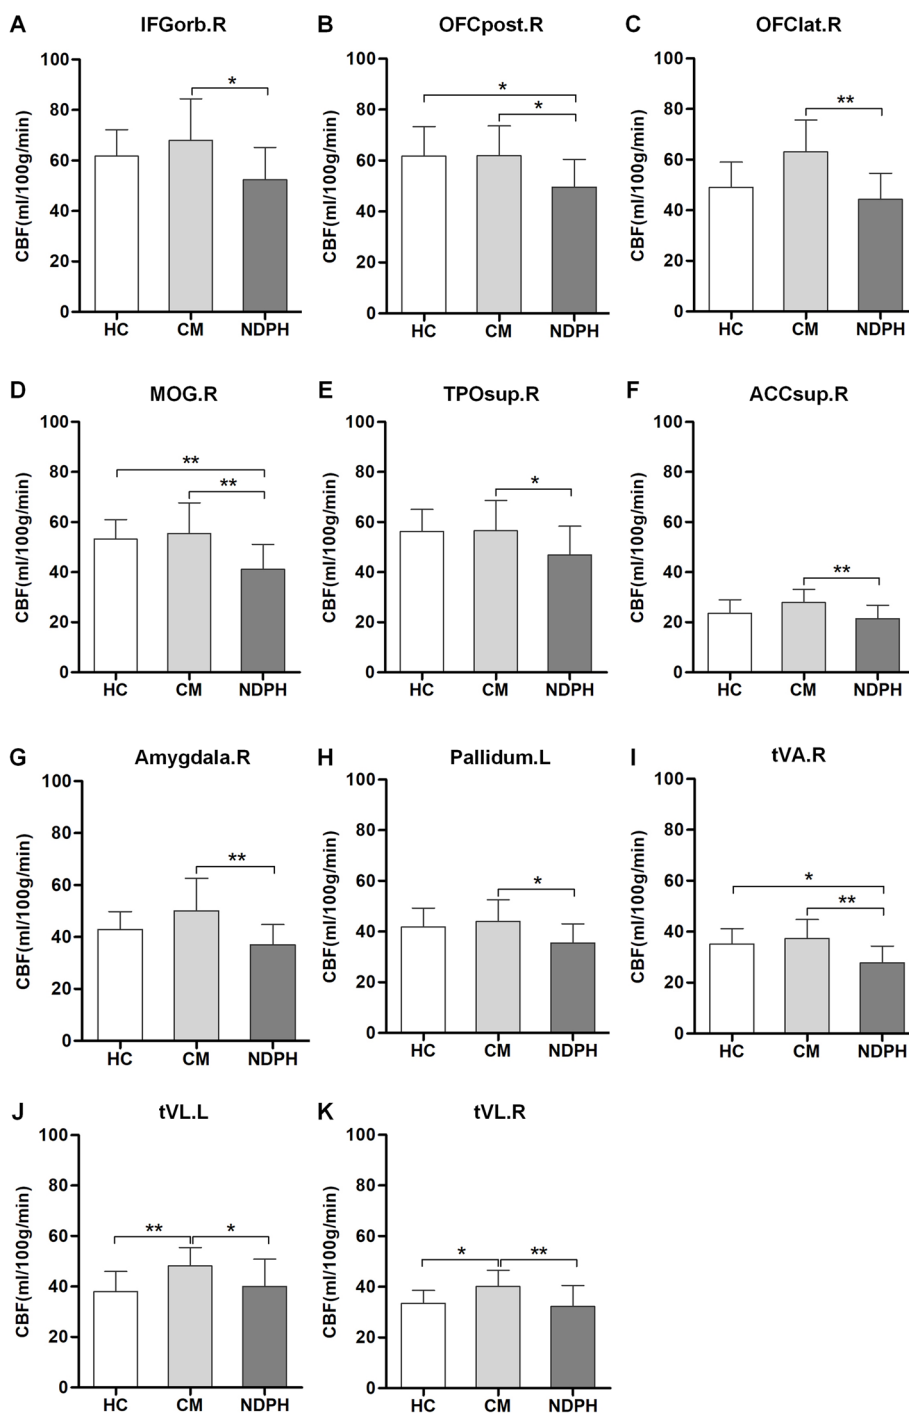 A IFGorb.R
CBF(ml/100g/min)
100
80
60
40
20
0
*
HC CM NDPH
B OFCpost.R
CBF(ml/100g/min)
100
80
60
40
20
0
*
*
HC CM NDPH
C OFClat.R
CBF(ml/100g/min)
100
80
60
40
20
0
**
HC CM NDPH
D MOG.R
CBF(ml/100g/min)
100
80
60
40
20
0
**
**
HC CM NDPH
E TPOsup.R
CBF(ml/100g/min)
100
80
60
40
20
0
*
HC CM NDPH
F ACCsup.R
CBF(ml/100g/min)
100
80
60
40
20
0
**
HC CM NDPH
G Amygdala.R
CBF(ml/100g/min)
100
80
60
40
20
0
**
HC CM NDPH
H Pallidum.L
CBF(ml/100g/min)
100
80
60
40
20
0
*
HC CM NDPH
I tVA.R
CBF(ml/100g/min)
100
80
60
40
20
0
*
**
HC CM NDPH
J tVL.L
CBF(ml/100g/min)
100
80
60
40
20
0
** *
HC CM NDPH
K tVL.R
CBF(ml/100g/min)
100
80
60
40
20
0
* **
HC CM NDPH